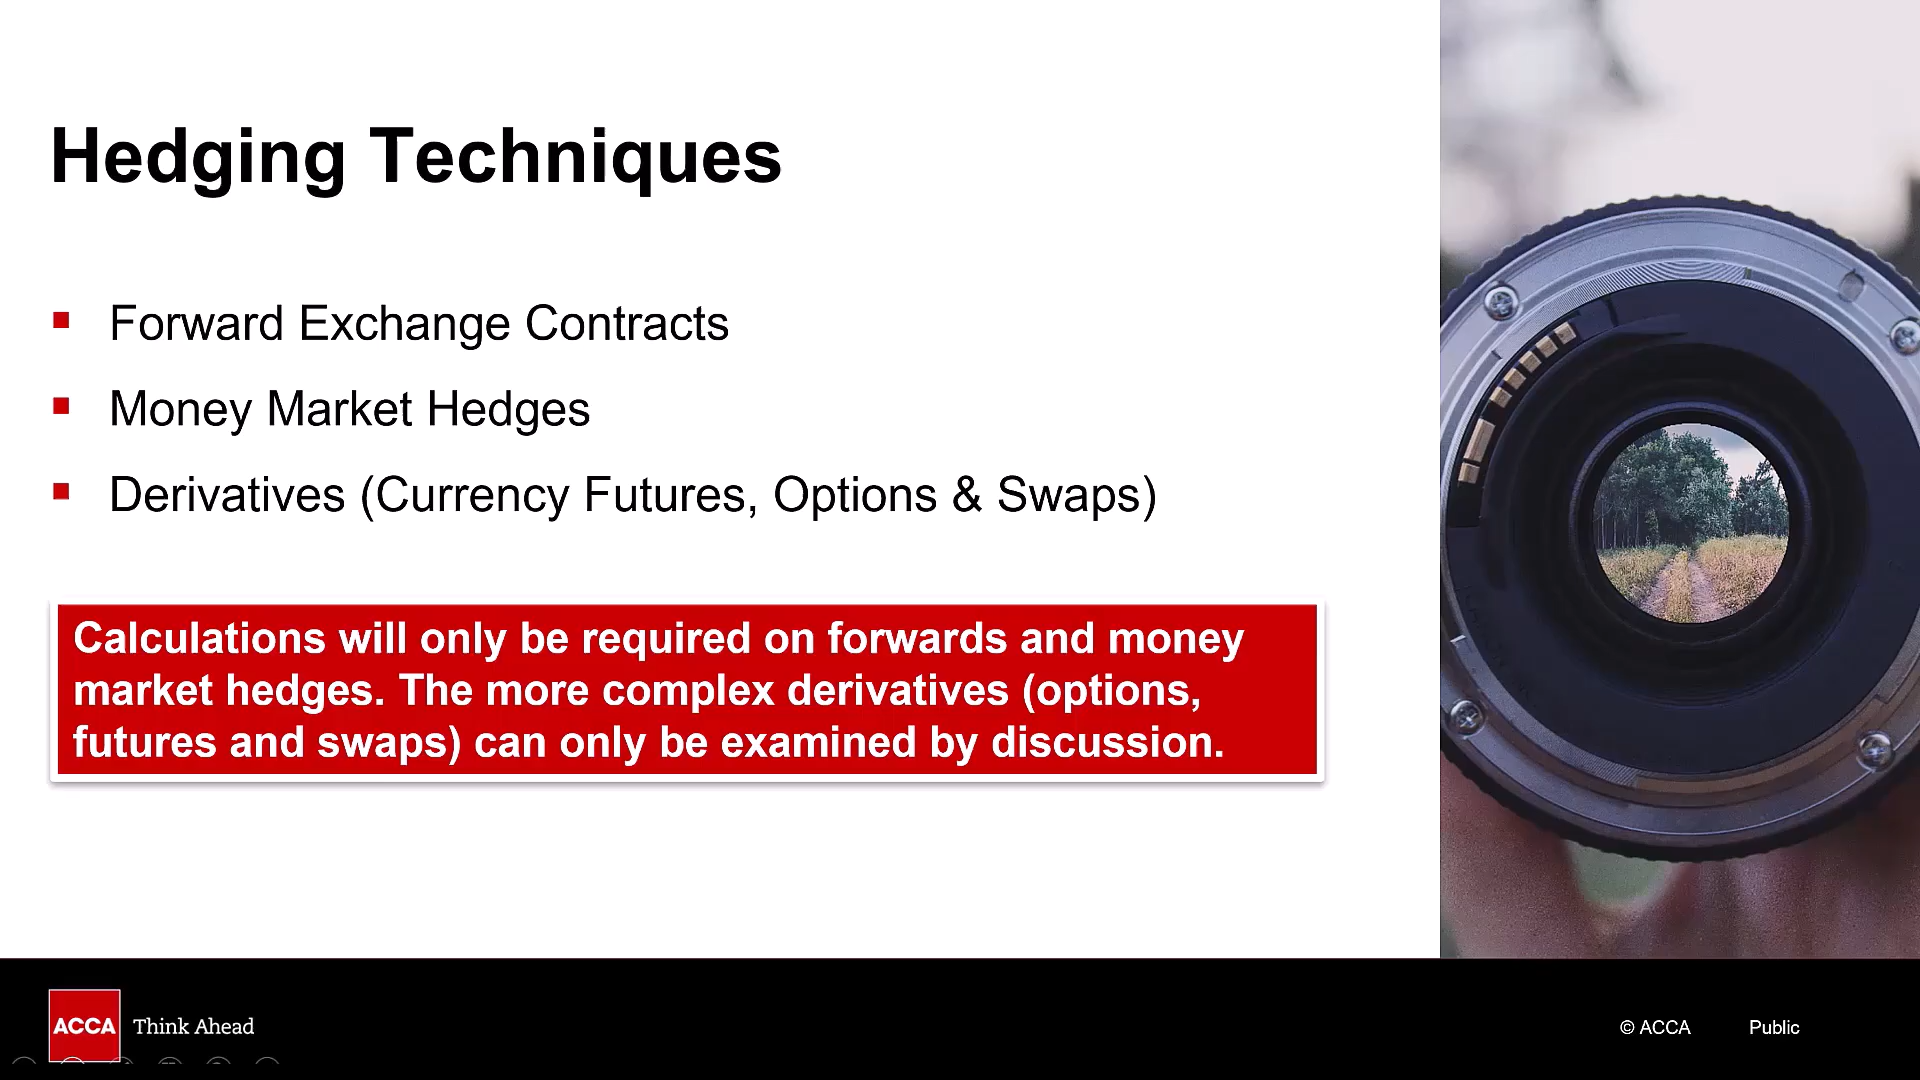 Hedging Techniques
Forward Exchange Contracts
Money Market Hedges
Derivatives (Currency Futures, Options & Swaps)
Calculations will only be required on forwards and money
market hedges. The more complex derivatives (options,
futures and swaps) can only be examined by discussion.
ACCA Think Ahead
© ACCA Public